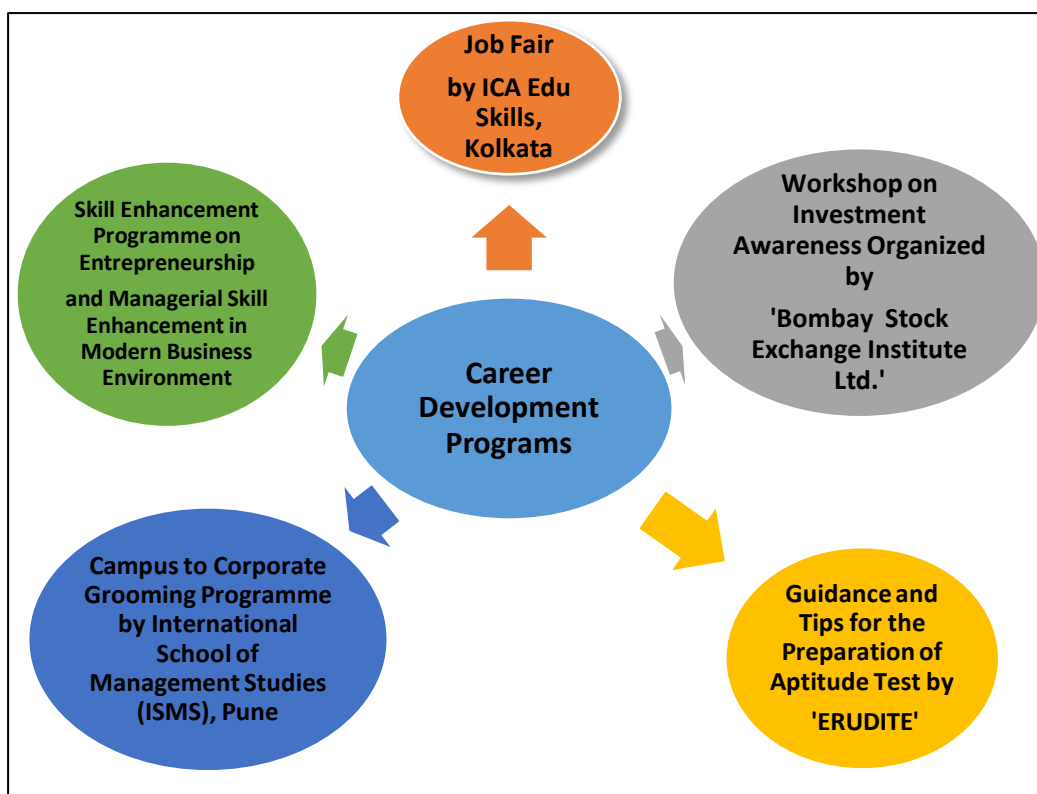 Job Fair
by ICA Edu
Skills,
Kolkata
Skill Enhancement
Programme on
Entrepreneurship
and Managerial Skill
Enhancement in
Modern Business
Environment
Workshop on
Investment
Awareness Organized
by
'Bombay Stock
Exchange Institute
Ltd.'
Career
Development
Programs
Campus to Corporate
Grooming Programme
by International
School of
Management Studies
(ISMS), Pune
Guidance and
Tips for the
Preparation of
Aptitude Test by
'ERUDITE'